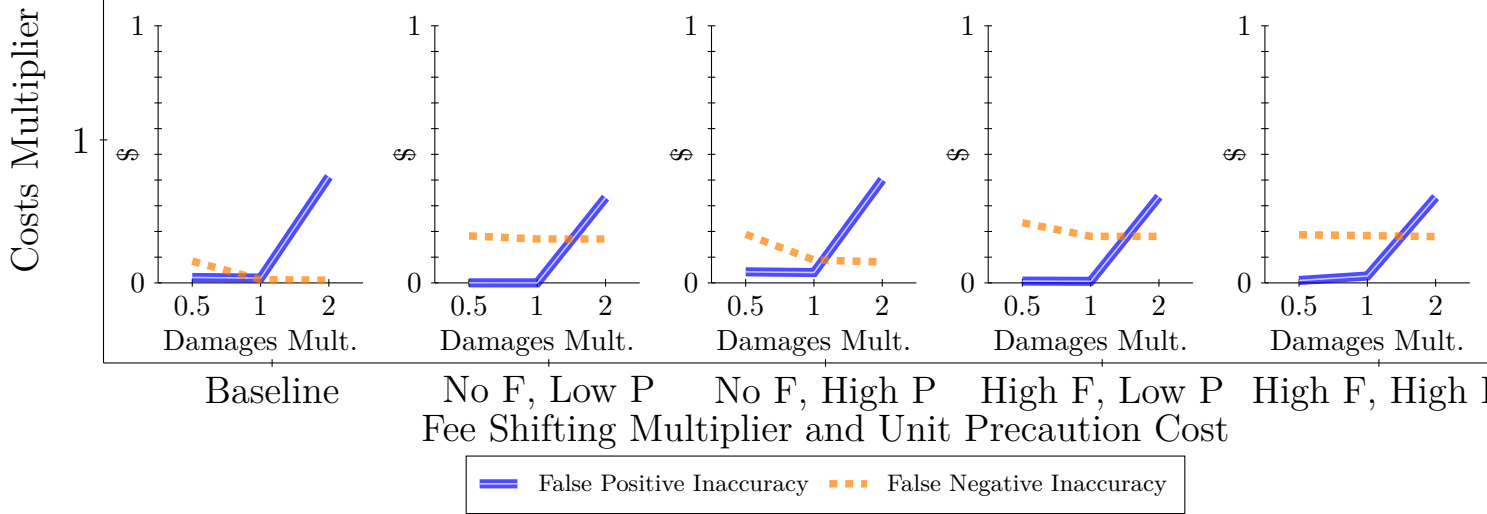 Costs Multiplier
1
1
$
0
0.5 1 2
Damages Mult.
1
$
0
0.5 1 2
Damages Mult.
1
$
0
0.5 1 2
Damages Mult.
1
$
0
0.5 1 2
Damages Mult.
1
$
0
0.5 1 2
Damages Mult.
Baseline
No F, Low P
No F, High P
High F, Low P
High F, High P
Fee Shifting Multiplier and Unit Precaution Cost
False Positive Inaccuracy
False Negative Inaccuracy